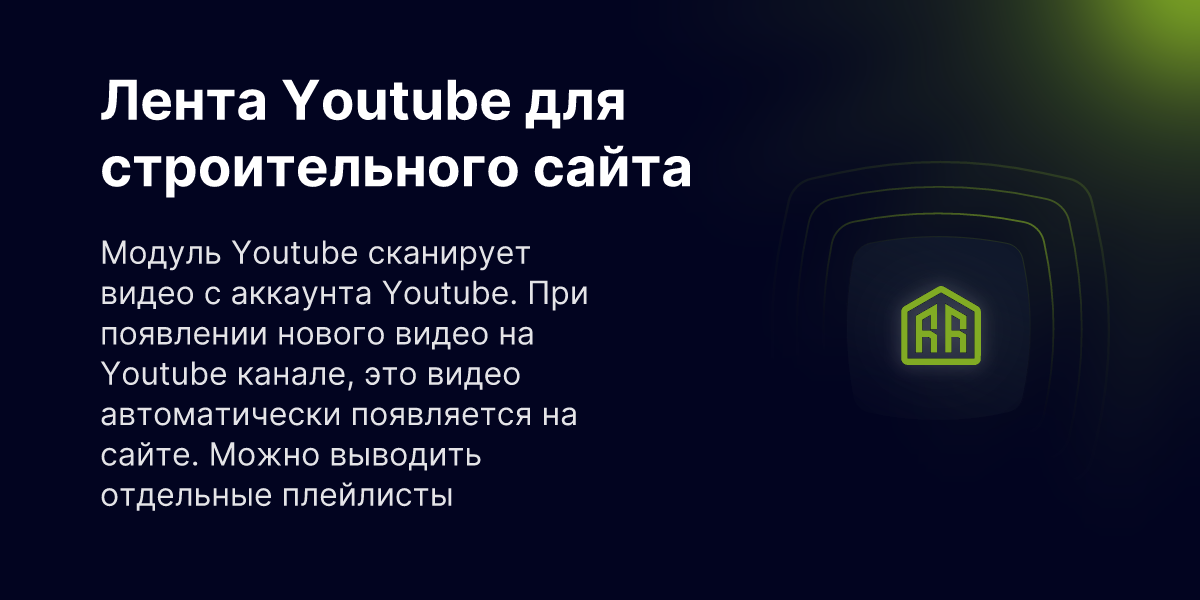 Лента Youtube для
строительного сайта
Модуль Youtube сканирует
видео с аккаунта Youtube. При
появлении нового видео на
Youtube канале, это видео
автоматически появляется на
сайте. Можно выводить
отдельные плейлисты